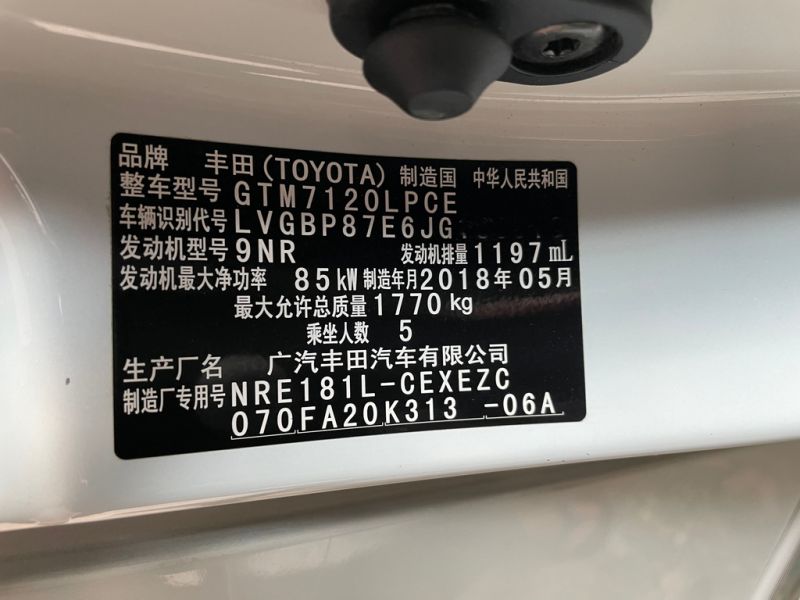 品牌 丰田(TOYOTA) 制造国 中华人民共和国
整车型号 GTM7120LPCE
车辆识别代号 LVGBP87E6JG
发动机型号 9NR 发动机排量 1197 mL
发动机最大净功率 85kW 制造年月 2018年05月
最大允许总质量 1770 kg
乘坐人数 5
生产厂名 广汽丰田汽车有限公司
制造厂专用号 NRE181L-CEXEZC
070FA20K313 -06A